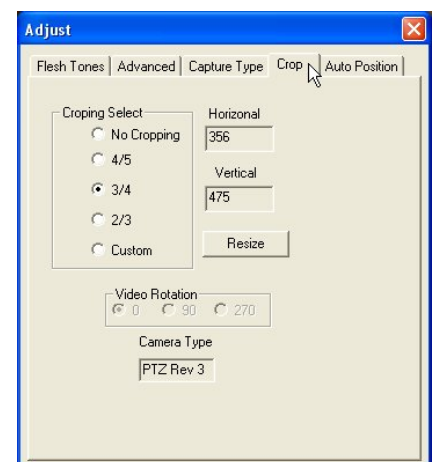 Adjust
Flesh Tones Advanced Capture Type Crop Auto Position
Croping Select
No Cropping
4/5
3/4
2/3
Custom
Horizonal
356
Vertical
475
Resize
Video Rotation
0 90 270
Camera Type
PTZ Rev 3